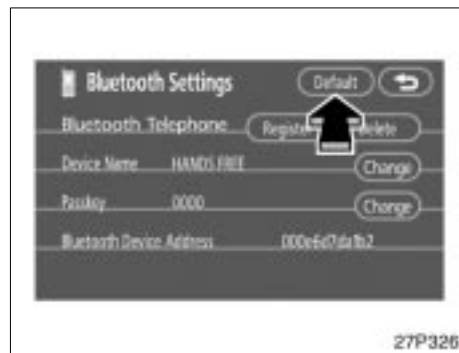 Bluetooth Settings Default
Bluetooth Telephone Register Delete
Device Name HANDS FREE Change
Passkey 0000 Change
Bluetooth Device Address 000e6d7da1b2
27P326